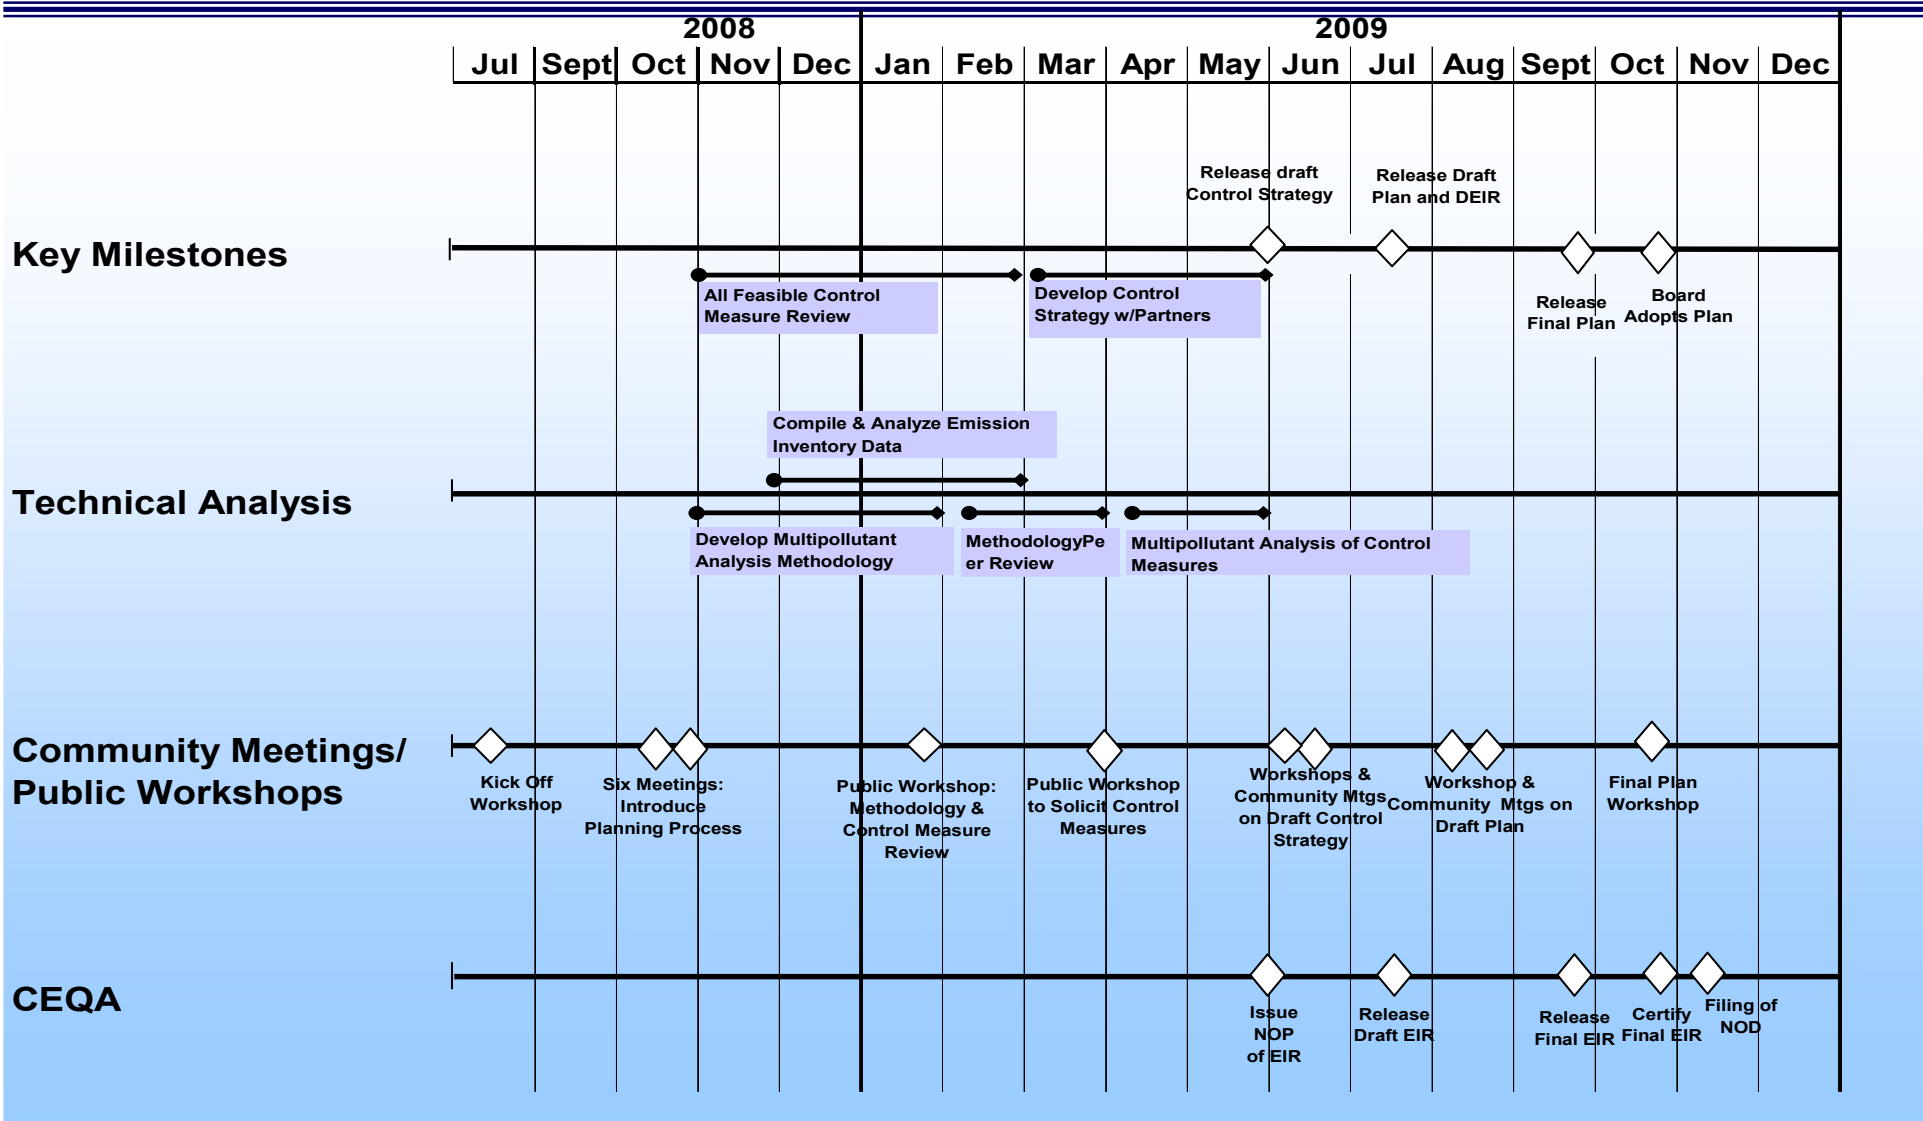 2008
2009
Jul Sept Oct Nov Dec Jan Feb Mar Apr May Jun Jul Aug Sept Oct Nov Dec
Key Milestones
Release draft
Control Strategy
Release Draft
Plan and DEIR
Release
Final Plan
Board
Adopts Plan
All Feasible Control
Measure Review
Develop Control
Strategy w/Partners
Technical Analysis
Compile & Analyze Emission
Inventory Data
Develop Multipollutant
Analysis Methodology
MethodologyPe
er Review
Multipollutant Analysis of Control
Measures
Community Meetings/
Public Workshops
Kick Off
Workshop
Six Meetings:
Introduce
Planning Process
Public Workshop:
Methodology &
Control Measure
Review
Public Workshop
to Solicit Control
Measures
Workshops &
Community Mtgs
on Draft Control
Strategy
Workshop &
Community Mtgs on
Draft Plan
Final Plan
Workshop
CEQA
Issue
NOP
of EIR
Release
Draft EIR
Release
Final EIR
Certify
Final EIR
Filing of
NOD